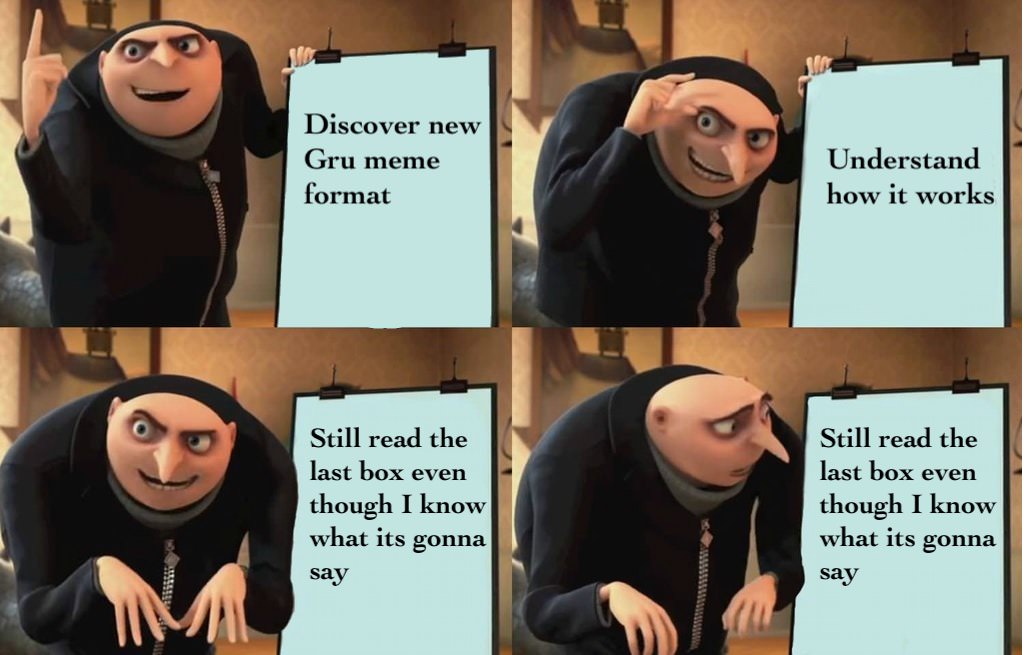 Discover new
Gru meme
format
Understand
how it works
Still read the
last box even
though I know
what its gonna
say
Still read the
last box even
though I know
what its gonna
say